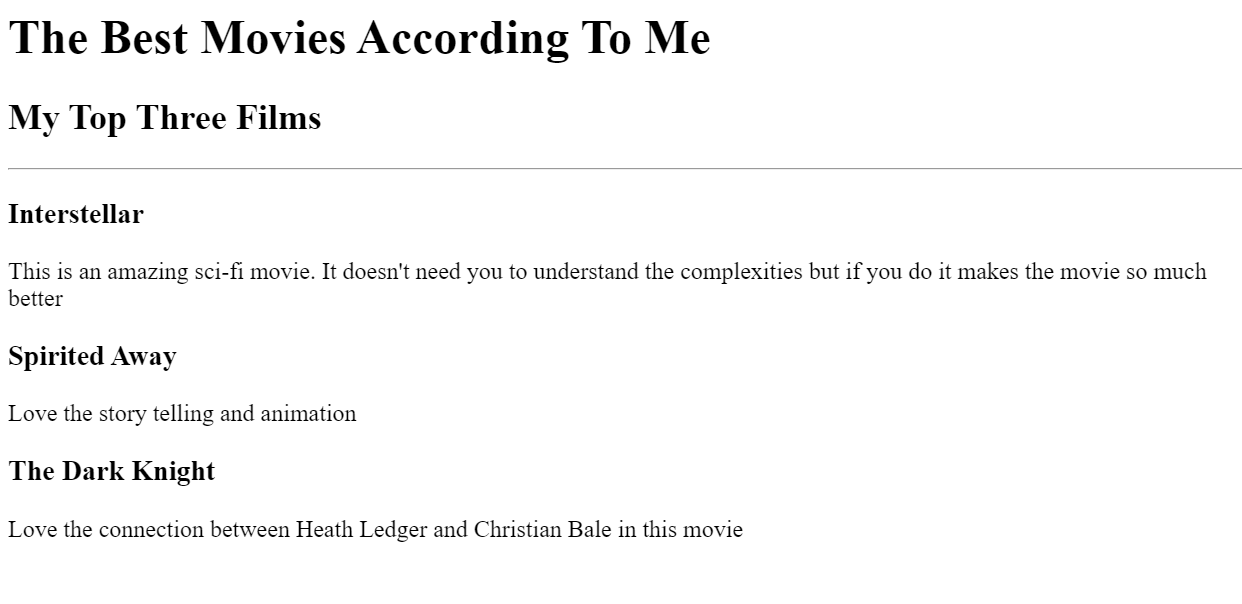 The Best Movies According To Me
My Top Three Films
Interstellar
This is an amazing sci-fi movie. It doesn't need you to understand the complexities but if you do it makes the movie so much
better
Spirited Away
Love the story telling and animation
The Dark Knight
Love the connection between Heath Ledger and Christian Bale in this movie